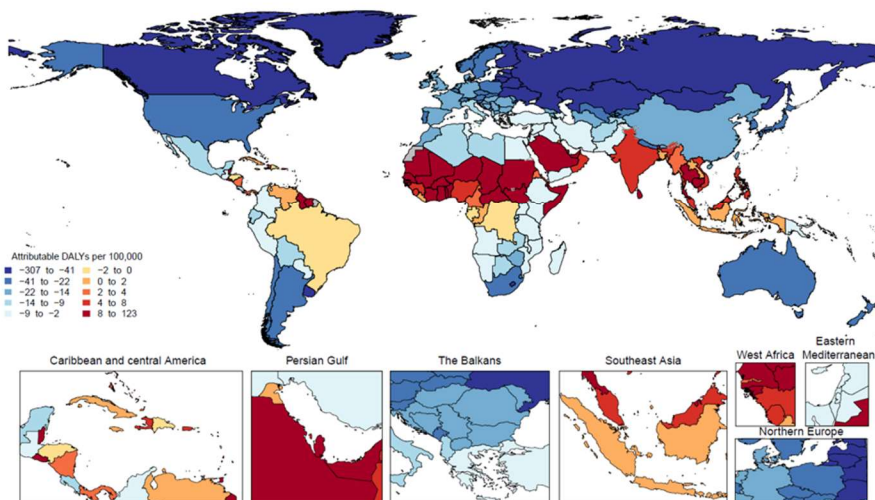 Attributable DALYs per 100,000
−307 to −41
−41 to −22
−22 to −14
−14 to −9
−9 to −2
−2 to 0
0 to 2
2 to 4
4 to 8
8 to 123
Caribbean and central America
Persian Gulf
The Balkans
Southeast Asia
West Africa
Eastern
Mediterranean
Northern Europe